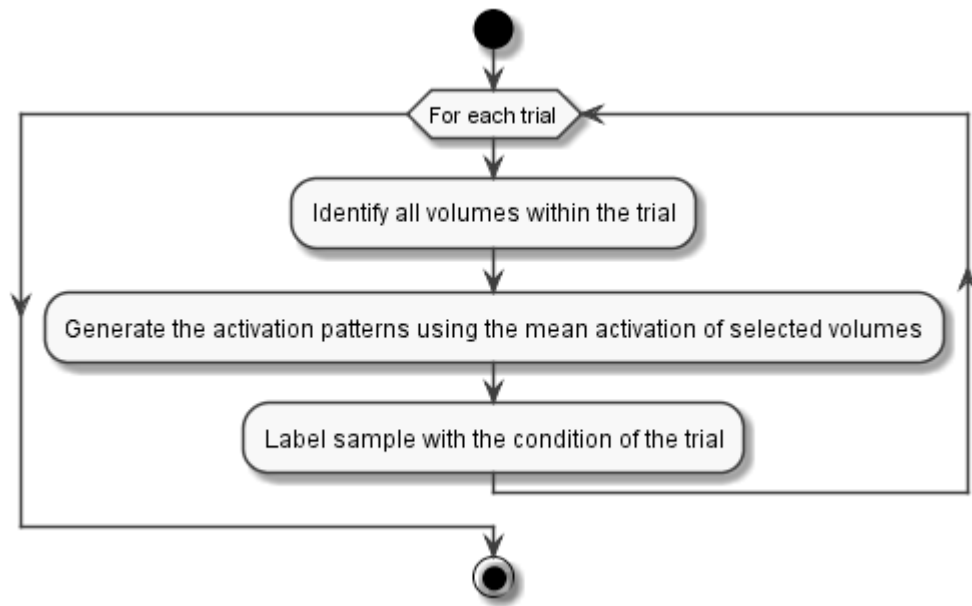 For each trial
Identify all volumes within the trial
Generate the activation patterns using the mean activation of selected volumes
Label sample with the condition of the trial